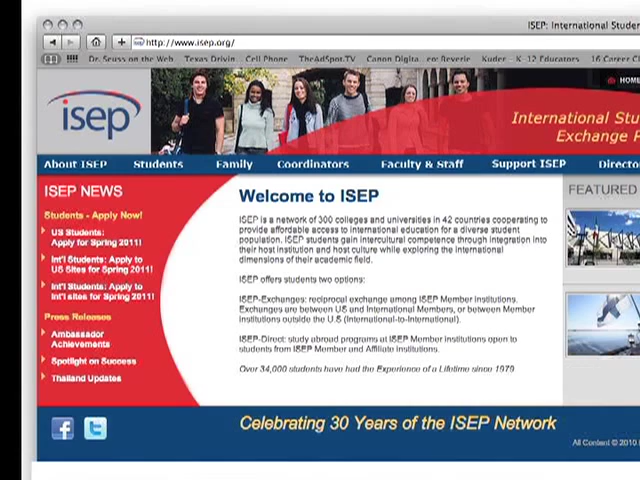 ISEP: International Studen
http://www.isep.org/
Dr. Seuss on the Web Texas Drivin Cell Phone TheAdSpot.TV Canon Digita...co: Reverie Kuder - K-12 Educators 16 Career Cl
HOME
isep
International Stu
Exchange P
About ISEP Students Family Coordinators Faculty & Staff Support ISEP Directo
ISEP NEWS
Students - Apply Now!
US Students:
Apply for Spring 2011!
Int'l Students: Apply to
US Sites for Spring 2011!
Int'l Students: Apply to
Int'l sites for Spring 2011!
Press Releases
Ambassador
Achievements
Spotlight on Success
Thailand Updates
Welcome to ISEP
ISEP is a network of 300 colleges and universities in 42 countries cooperating to
provide affordable access to international education for a diverse student
population. ISEP students gain intercultural competence through integration into
their host institution and host culture while exploring the international
dimensions of their academic field.
ISEP offers students two options:
ISEP-Exchanges: reciprocal exchange among ISEP Member Institutions.
Exchanges are between US and International Members, or between Member
Institutions outside the U.S (International-to-International).
ISEP-Direct: study abroad programs at ISEP Member Institutions open to
students from ISEP Member and Affiliate Institutions.
Over 34,000 students have had the Experience of a Lifetime since 1979
FEATURED
Celebrating 30 Years of the ISEP Network
All Content © 2010